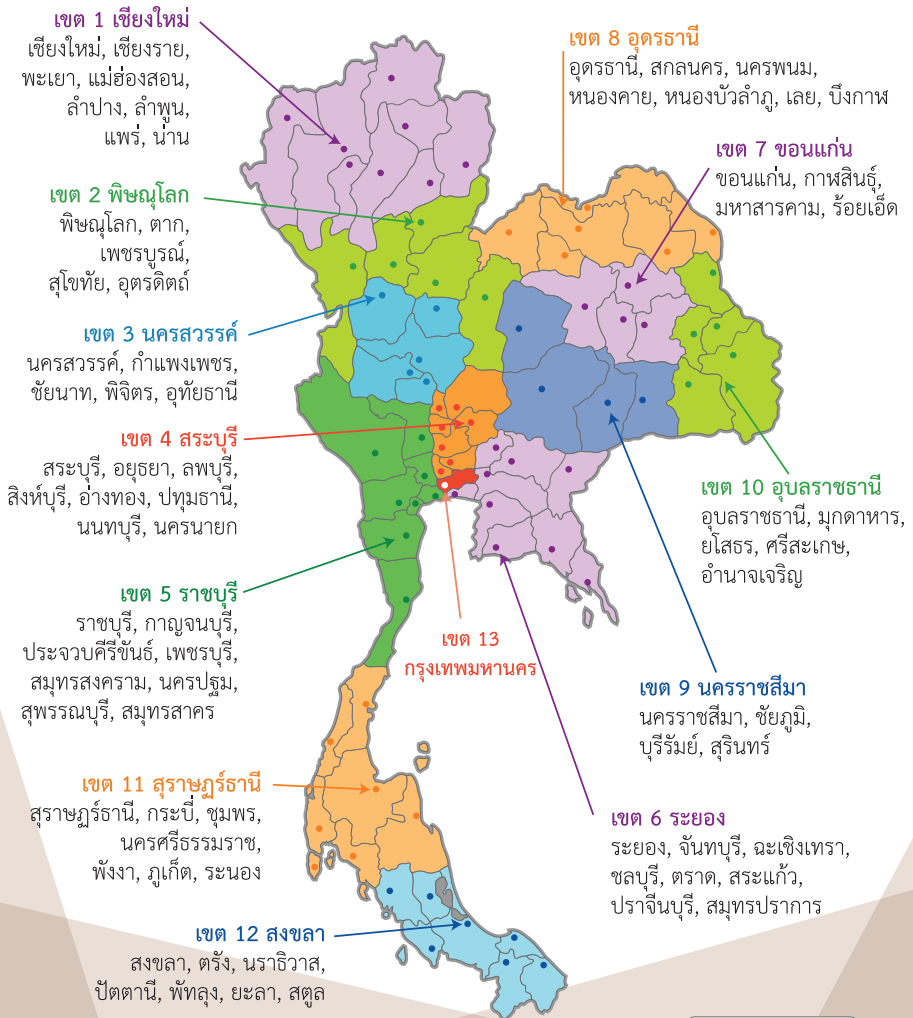 เขต 1 เชียงใหม่
เชียงใหม่, เชียงราย,
พะเยา, แม่ฮ่องสอน,
ลำปาง, ลำพูน,
แพร่, น่าน
เขต 2 พิษณุโลก
พิษณุโลก, ตาก,
เพชรบูรณ์,
สุโขทัย, อุตรดิตถ์
เขต 3 นครสวรรค์
นครสวรรค์, กำแพงเพชร,
ชัยนาท, พิจิตร, อุทัยธานี
เขต 4 สระบุรี
สระบุรี, อยุธยา, ลพบุรี,
สิงห์บุรี, อ่างทอง, ปทุมธานี,
นนทบุรี, นครนายก
เขต 5 ราชบุรี
ราชบุรี, กาญจนบุรี,
ประจวบคีรีขันธ์, เพชรบุรี,
สมุทรสงคราม, นครปฐม,
สุพรรณบุรี, สมุทรสาคร
เขต 11 สุราษฎร์ธานี
สุราษฎร์ธานี, กระบี่, ชุมพร,
นครศรีธรรมราช,
พังงา, ภูเก็ต, ระนอง
เขต 12 สงขลา
สงขลา, ตรัง, นราธิวาส,
ปัตตานี, พัทลุง, ยะลา, สตูล
เขต 8 อุดรธานี
อุดรธานี, สกลนคร, นครพนม,
หนองคาย, หนองบัวลำภู, เลย, บึงกาฬ
เขต 7 ขอนแก่น
ขอนแก่น, กาฬสินธุ์,
มหาสารคาม, ร้อยเอ็ด
เขต 10 อุบลราชธานี
อุบลราชธานี, มุกดาหาร,
ยโสธร, ศรีสะเกษ,
อำนาจเจริญ
เขต 13
กรุงเทพมหานคร
เขต 9 นครราชสีมา
นครราชสีมา, ชัยภูมิ,
บุรีรัมย์, สุรินทร์
เขต 6 ระยอง
ระยอง, จันทบุรี, ฉะเชิงเทรา,
ชลบุรี, ตราด, สระแก้ว,
ปราจีนบุรี, สมุทรปราการ